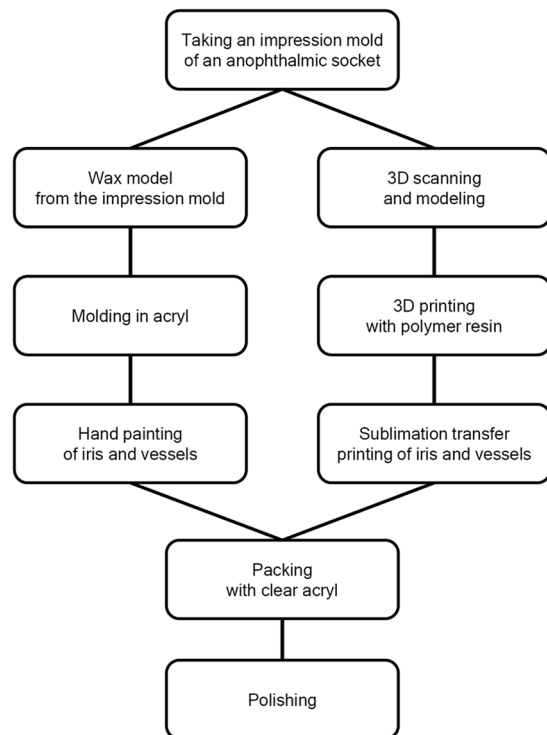 Taking an impression mold
of an anophthalmic socket
Wax model
from the impression mold
3D scanning
and modeling
Molding in acryl
3D printing
with polymer resin
Hand painting
of iris and vessels
Sublimation transfer
printing of iris and vessels
Packing
with clear acryl
Polishing